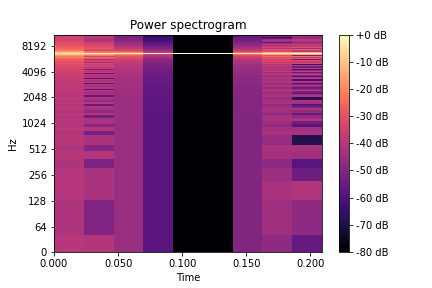 Power spectrogram
8192
4096
2048
1024
512
256
128
64
0
Hz
0.000 0.050 0.100 0.150 0.200
Time
+0 dB
-10 dB
-20 dB
-30 dB
-40 dB
-50 dB
-60 dB
-70 dB
-80 dB